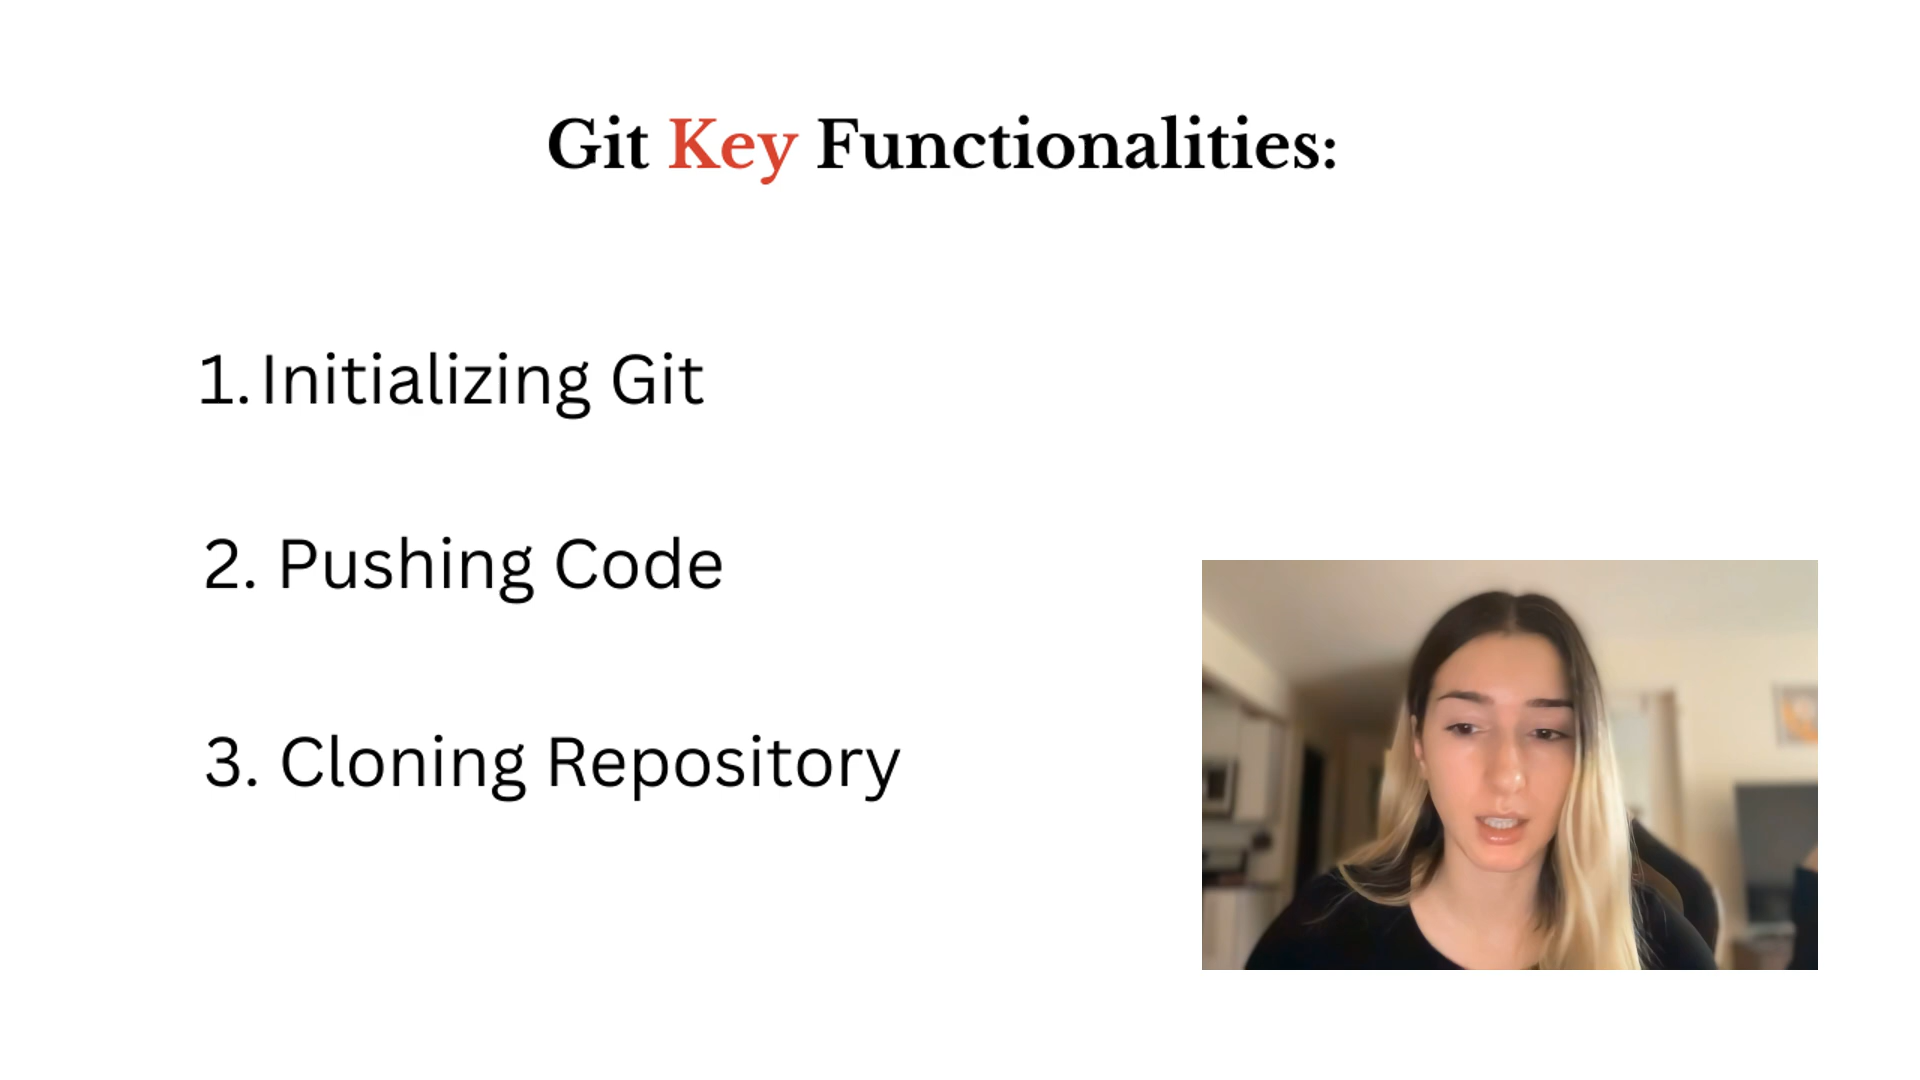 Git Key Functionalities:
1. Initializing Git
2. Pushing Code
3. Cloning Repository